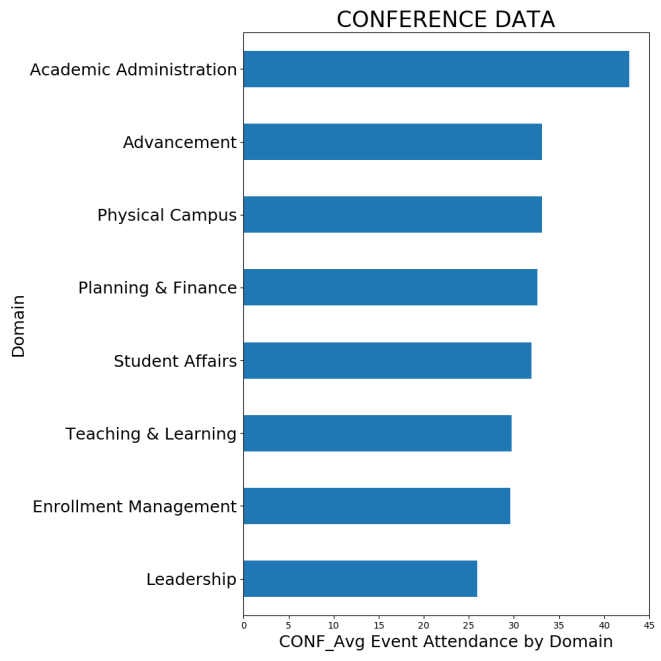 CONFERENCE DATA
Academic Administration
Advancement
Physical Campus
Planning & Finance
Student Affairs
Teaching & Learning
Enrollment Management
Leadership
Domain
0 5 10 15 20 25 30 35 40 45
CONF_Avg Event Attendance by Domain